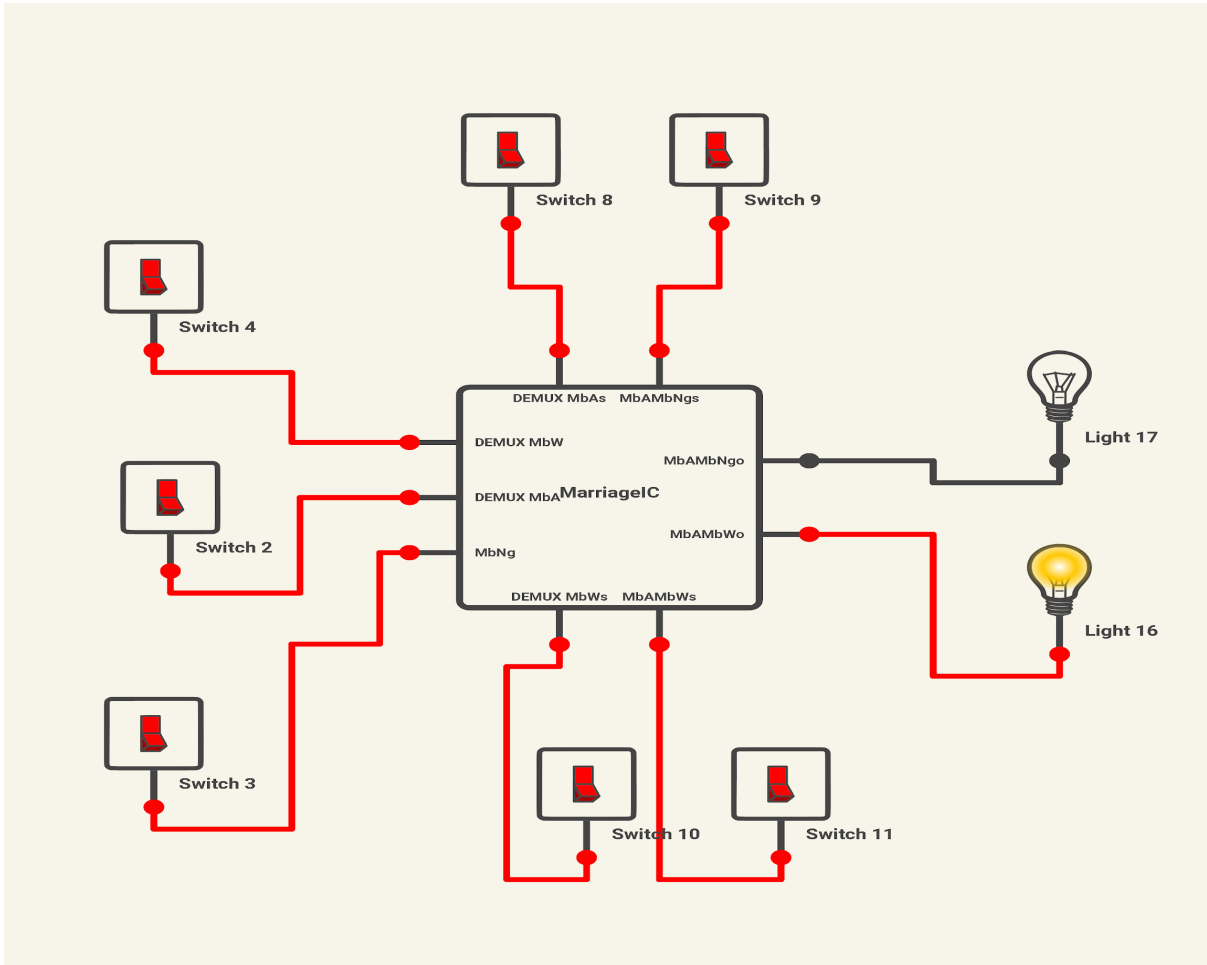 Switch 8
Switch 9
Switch 4
DEMUX MbAs
MbAMbNgs
Light 17
DEMUX MbW
MbAMbNgo
MarriageIC
DEMUX MbA
MbAMbWo
Switch 2
MbNg
DEMUX MbWs
MbAMbWs
Light 16
Switch 3
Switch 10
Switch 11